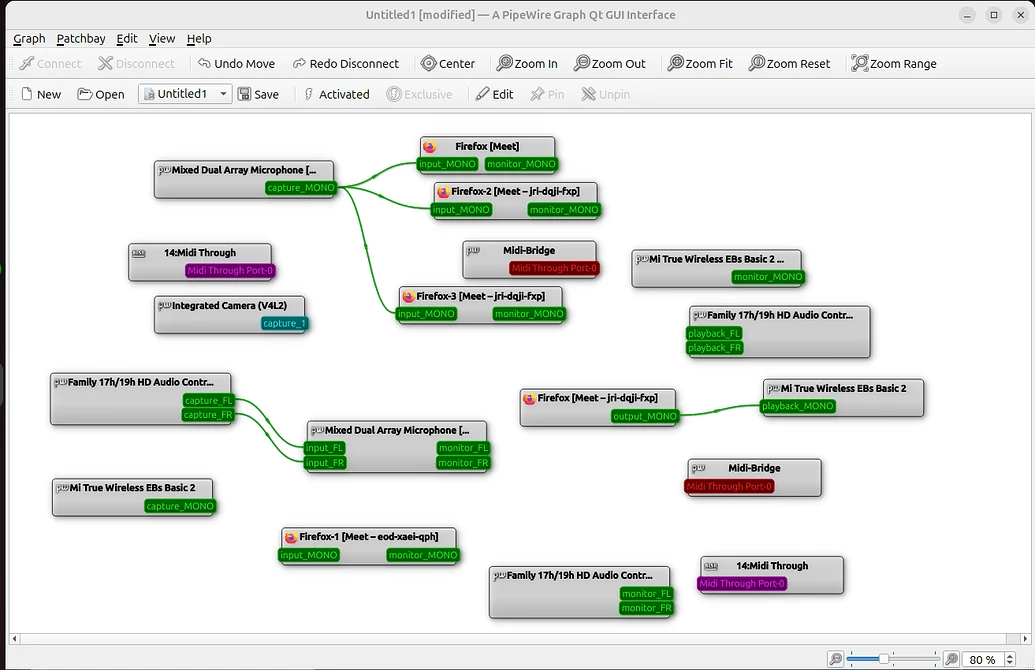 Untitled1 [modified] — A PipeWire Graph Qt GUI Interface
Graph Patchbay Edit View Help
Connect Disconnect Undo Move Redo Disconnect Center Zoom In Zoom Out Zoom Fit Zoom Reset Zoom Range
New Open Untitled1 Save Activated Exclusive Edit Pin Unpin
Firefox [Meet]
input_MONO monitor_MONO
Mixed Dual Array Microphone [...
capture_MONO
Firefox-2 [Meet – jri-dqji-fxp]
input_MONO monitor_MONO
14:Midi Through
Midi Through Port-0
Midi-Bridge
Midi Through Port-0
Mi True Wireless EBs Basic 2 ...
monitor_MONO
Integrated Camera (V4L2)
capture_1
Firefox-3 [Meet – jri-dqji-fxp]
input_MONO monitor_MONO
Family 17h/19h HD Audio Contr...
playback_FL
playback_FR
Family 17h/19h HD Audio Contr...
capture_FL
capture_FR
Firefox [Meet – jri-dqji-fxp]
output_MONO
Mi True Wireless EBs Basic 2
playback_MONO
Mixed Dual Array Microphone [...
input_FL monitor_FL
input_FR monitor_FR
Midi-Bridge
Midi Through Port-0
Mi True Wireless EBs Basic 2
capture_MONO
Firefox-1 [Meet – eod-xaei-qph]
input_MONO monitor_MONO
Family 17h/19h HD Audio Contr...
monitor_FL
monitor_FR
14:Midi Through
Midi Through Port-0
80 %